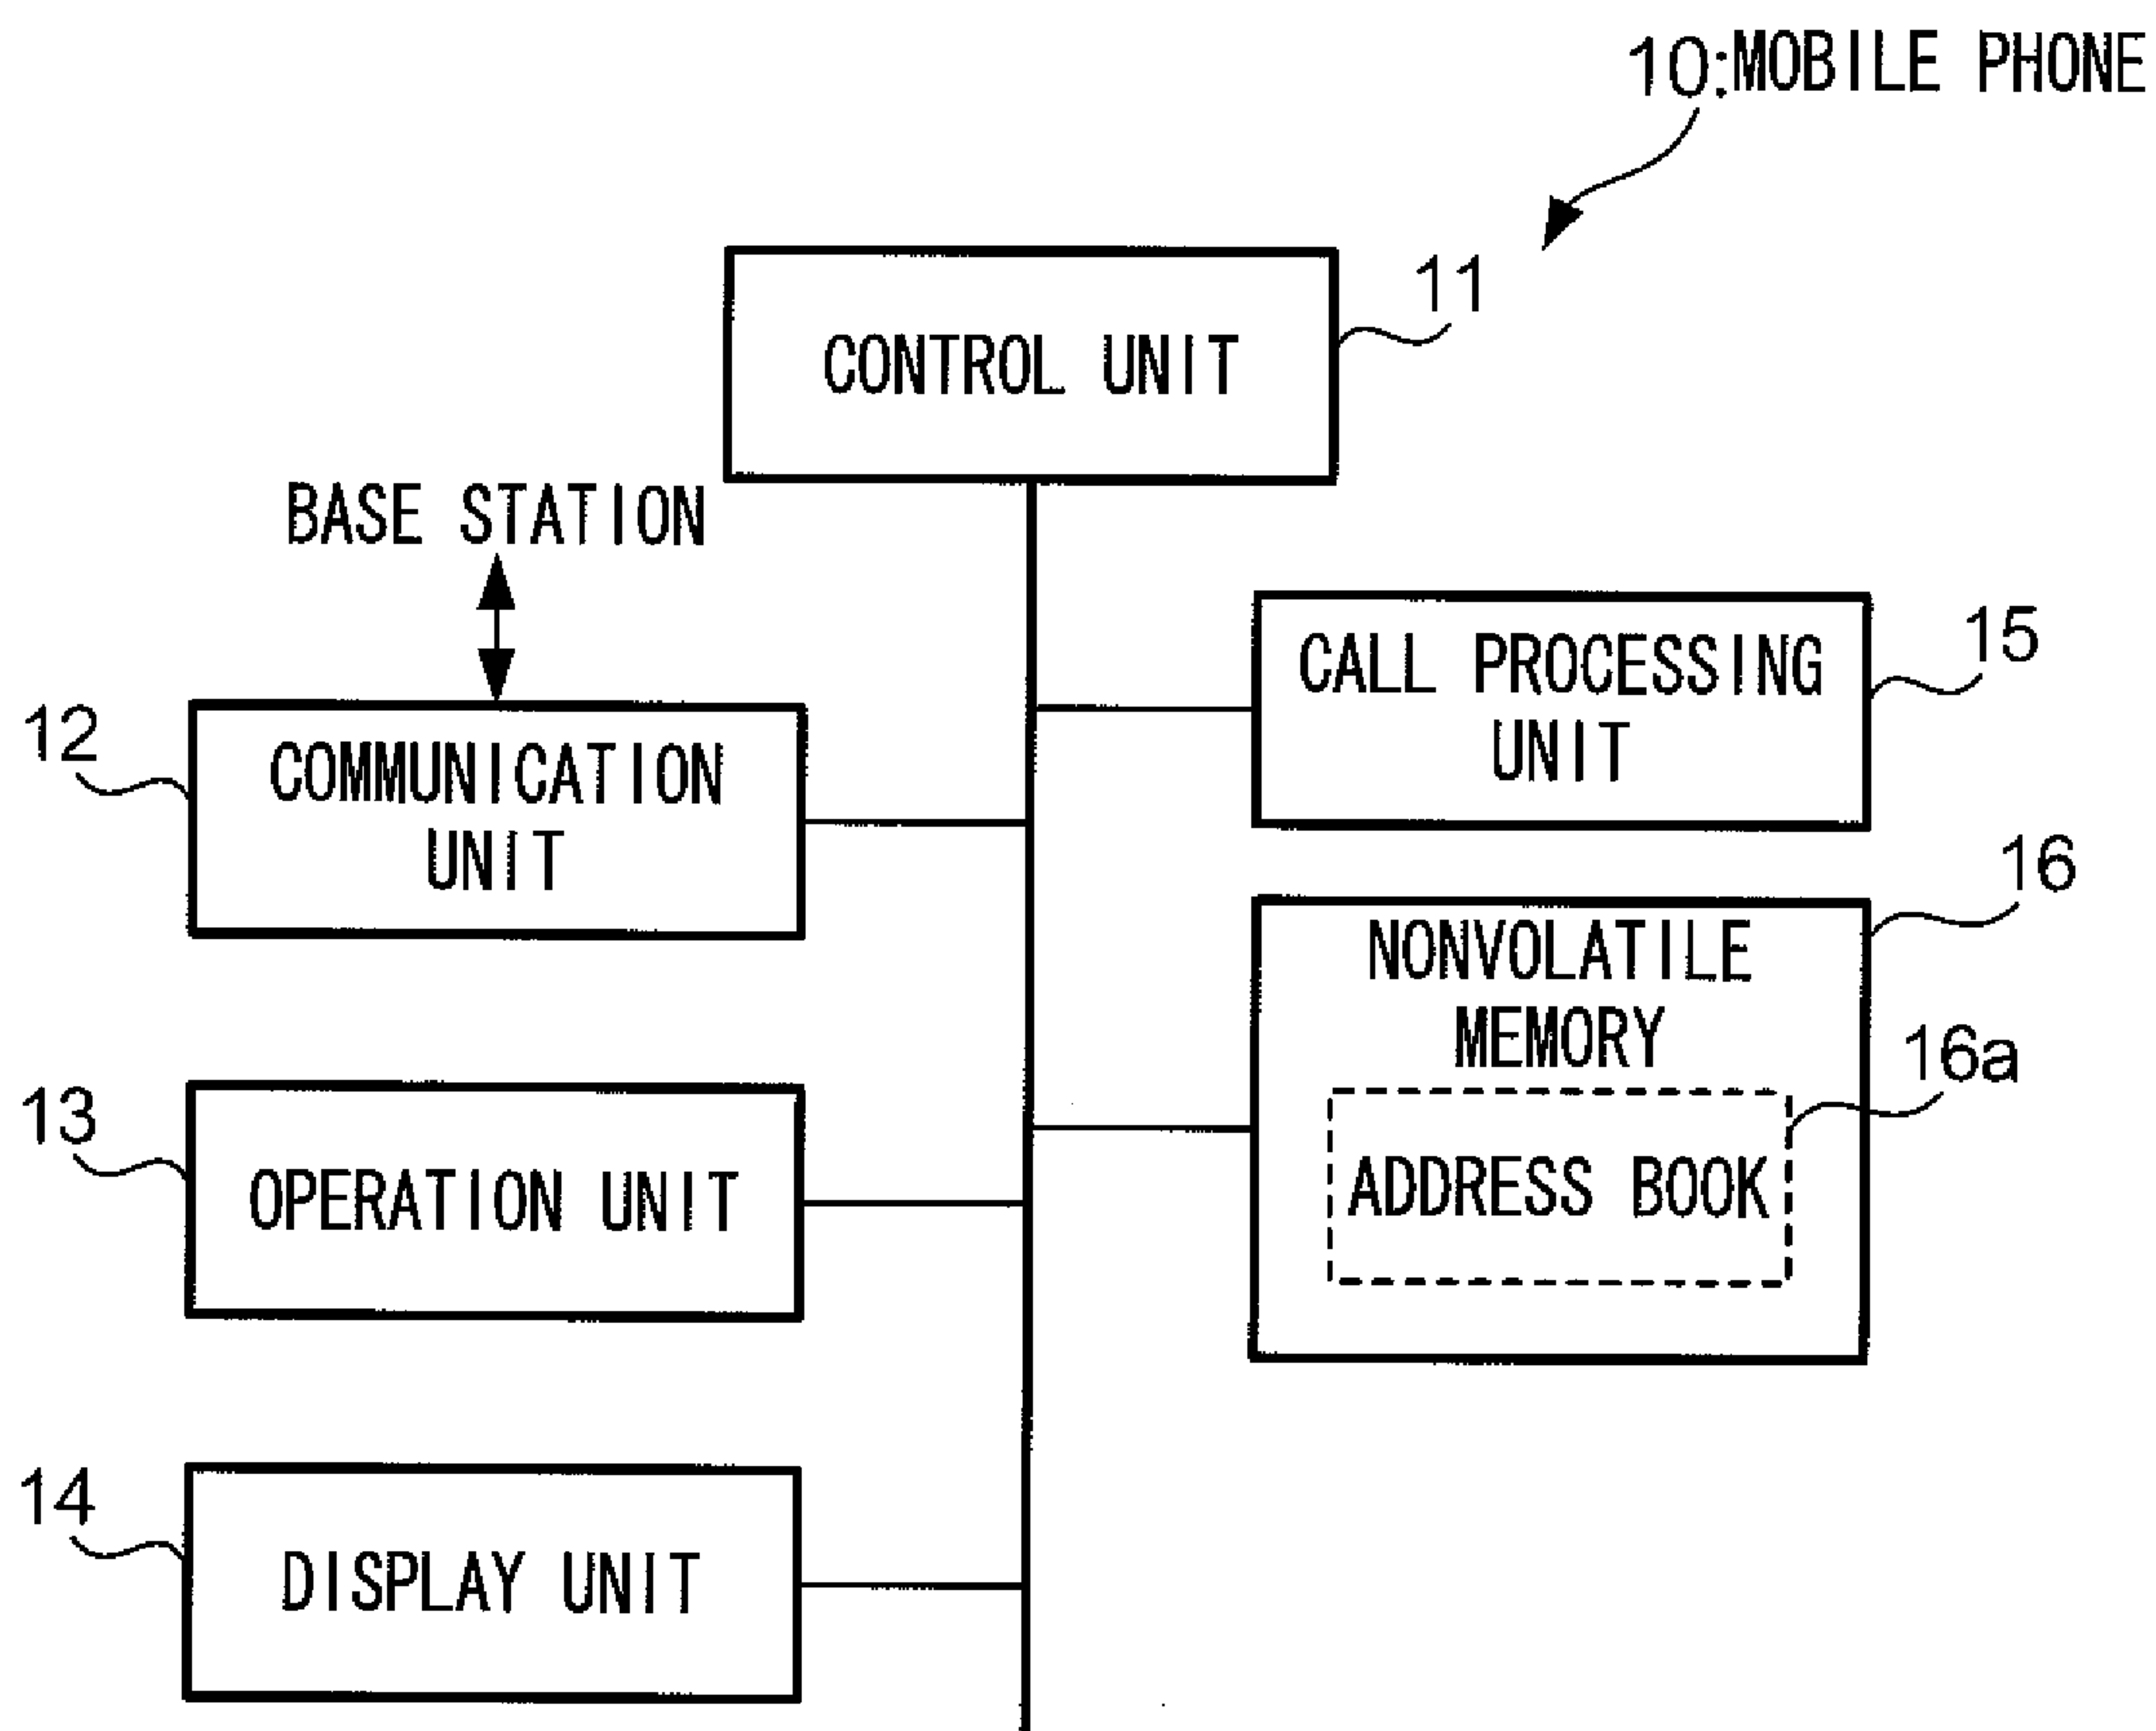 10:MOBILE PHONE
11
CONTROL UNIT
BASE STATION
12
COMMUNICATION
UNIT
15
CALL PROCESSING
UNIT
16
NONVOLATILE
MEMORY
16a
ADDRESS BOOK
13
OPERATION UNIT
14
DISPLAY UNIT